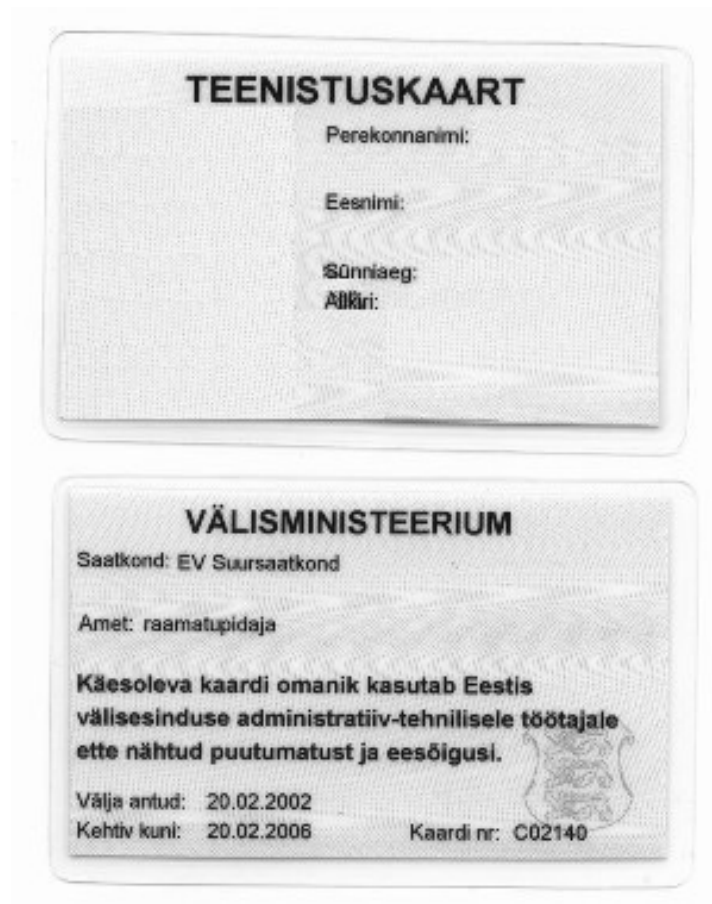 TEENISTUSKAART
Perekonnanimi:
Eesnimi:
Sünniaeg:
Allkiri:
VÄLISMINISTEERIUM
Saatkond: EV Suursaatkond
Amet: raamatupidaja
Käesoleva kaardi omanik kasutab Eestis
välisesinduse administratiiv-tehnilisele töötajale
ette nähtud puutumatust ja eesõigusi.
Välja antud: 20.02.2002
Kehtiv kuni: 20.02.2006 Kaardi nr: C02140